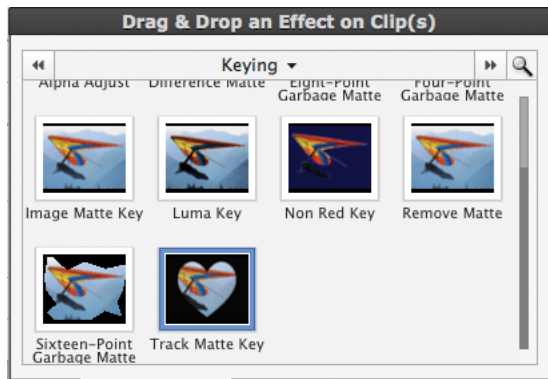 Drag & Drop an Effect on Clip(s)
Keying
Alpha Adjust Difference Matte Eight-Point Four-Point
Garbage Matte Garbage Matte
Image Matte Key Luma Key Non Red Key Remove Matte
Sixteen-Point Track Matte Key
Garbage Matte